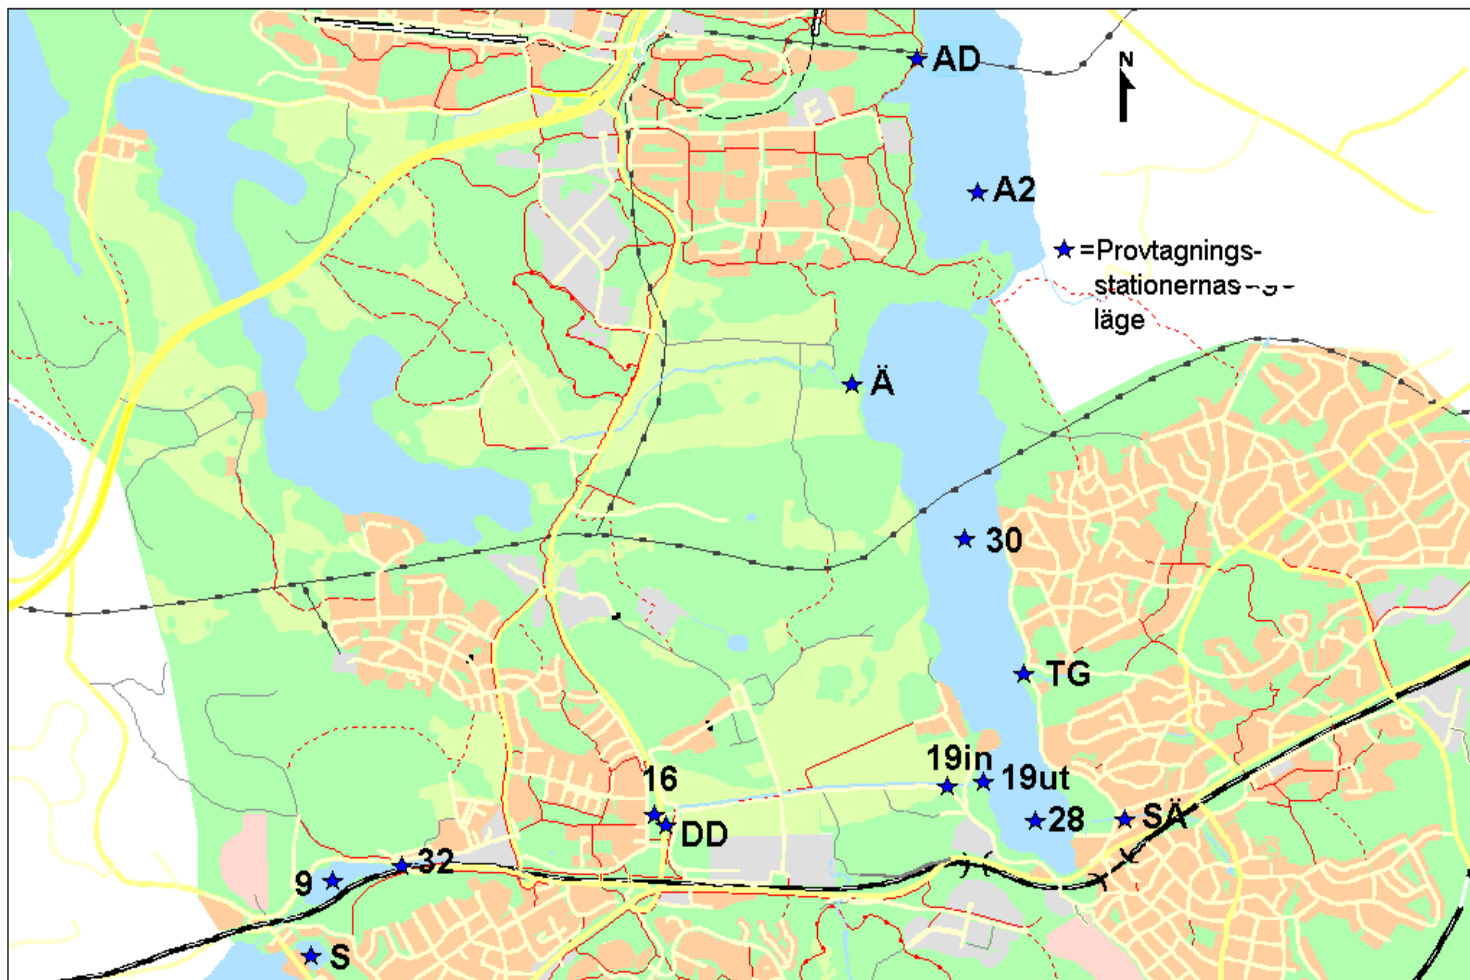 AD
N
A2
=Provtagnings-
stationernas
läge
Ä
30
TG
19in
19ut
16
28
SÄ
DD
32
9
S